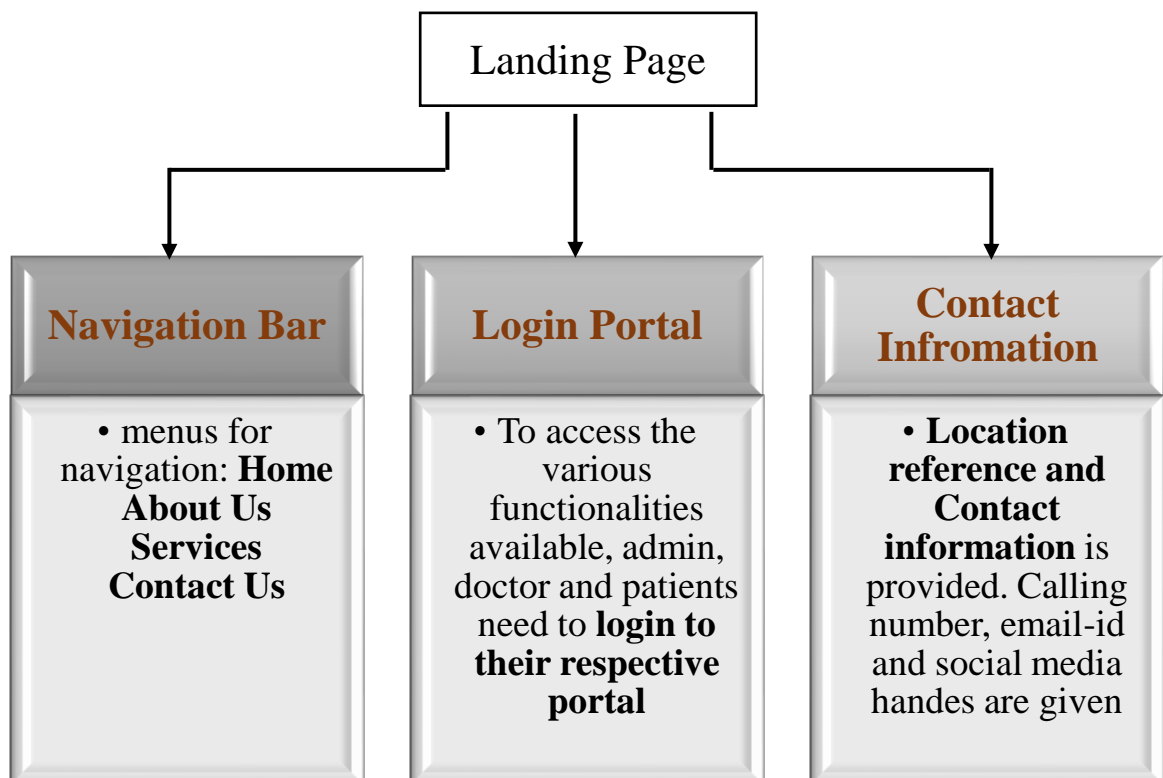 Landing Page
Navigation Bar
• menus for
navigation: Home
About Us
Services
Contact Us
Login Portal
• To access the
various
functionalities
available, admin,
doctor and patients
need to login to
their respective
portal
Contact
Infromation
• Location
reference and
Contact
information is
provided. Calling
number, email-id
and social media
handes are given